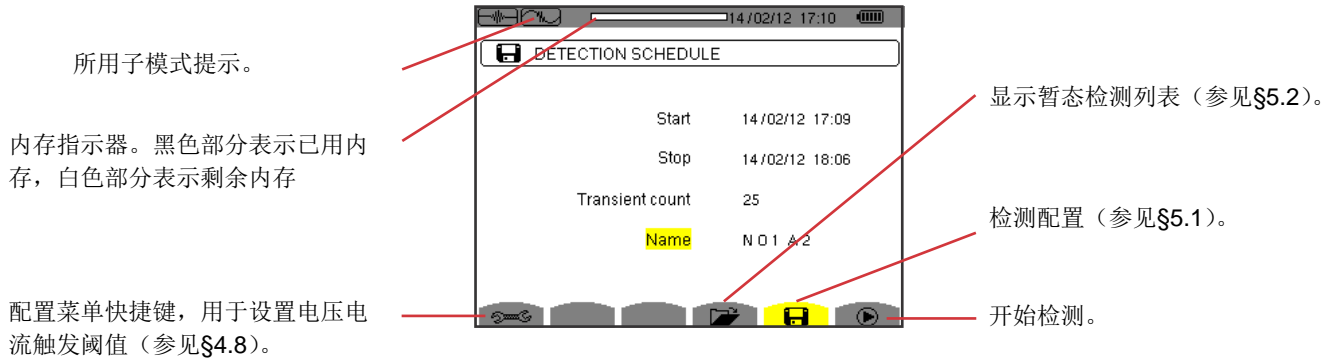 14/02/12 17:10
DETECTION SCHEDULE
Start 14/02/12 17:09
Stop 14/02/12 18:06
Transient count 25
Name NO1 A2
所用子模式提示。
内存指示器。黑色部分表示已用内
存，白色部分表示剩余内存
配置菜单快捷键，用于设置电压电
流触发阈值（参见§4.8）。
显示暂态检测列表（参见§5.2）。
检测配置（参见§5.1）。
开始检测。